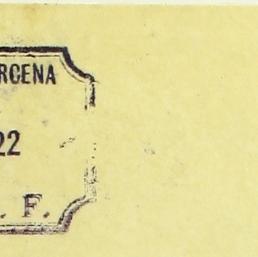 RCENA
22
. F.